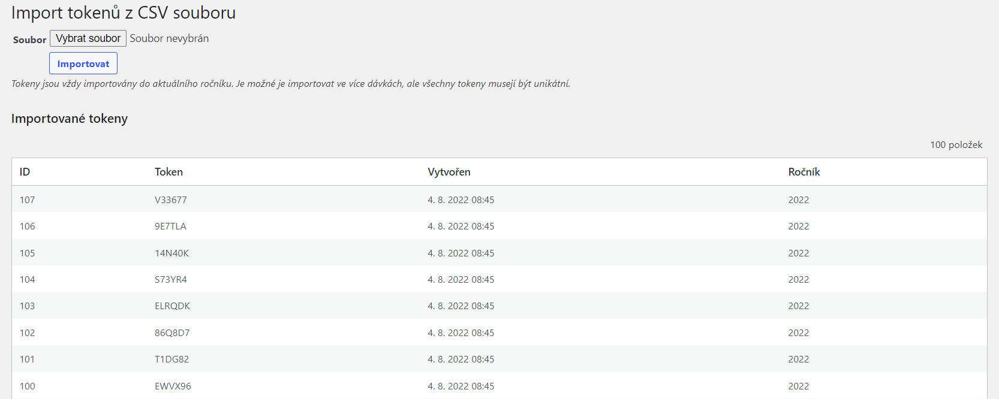 Import tokenů z CSV souboru
Soubor Vybrat soubor Soubor nevybrán
Importovat
Tokeny jsou vždy importovány do aktuálního ročníku. Je možné je importovat ve více dávkách, ale všechny tokeny musejí být unikátní.
Importované tokeny
100 položek
ID Token Vytvořen Ročník
107 V33677 4. 8. 2022 08:45 2022
106 9E7TLA 4. 8. 2022 08:45 2022
105 14N40K 4. 8. 2022 08:45 2022
104 S73YR4 4. 8. 2022 08:45 2022
103 ELRQDK 4. 8. 2022 08:45 2022
102 86Q8D7 4. 8. 2022 08:45 2022
101 T1DG82 4. 8. 2022 08:45 2022
100 EWVX96 4. 8. 2022 08:45 2022